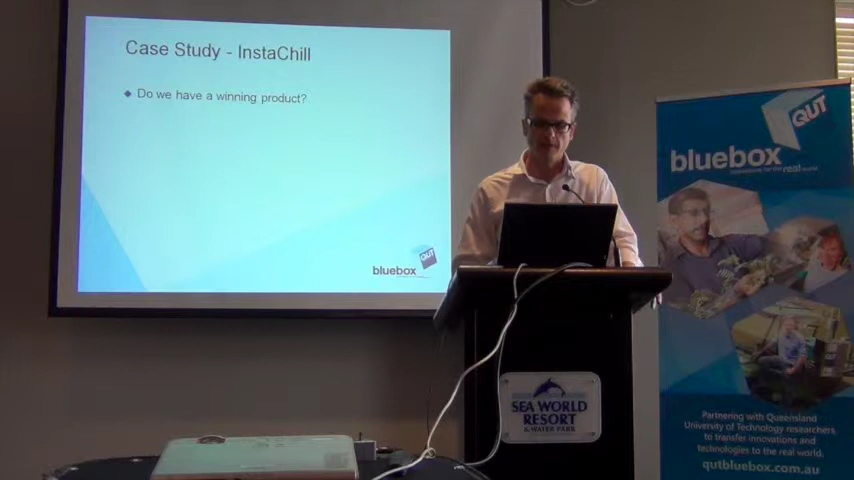 Case Study - InstaChill
◆ Do we have a winning product?
bluebox
QUT
SEA WORLD
RESORT
& WATER PARK
QUT
bluebox
real
Partnering with Queensland
University of Technology researchers,
to transfer innovations and
technologies to the real world.
qutbluebox.com.au